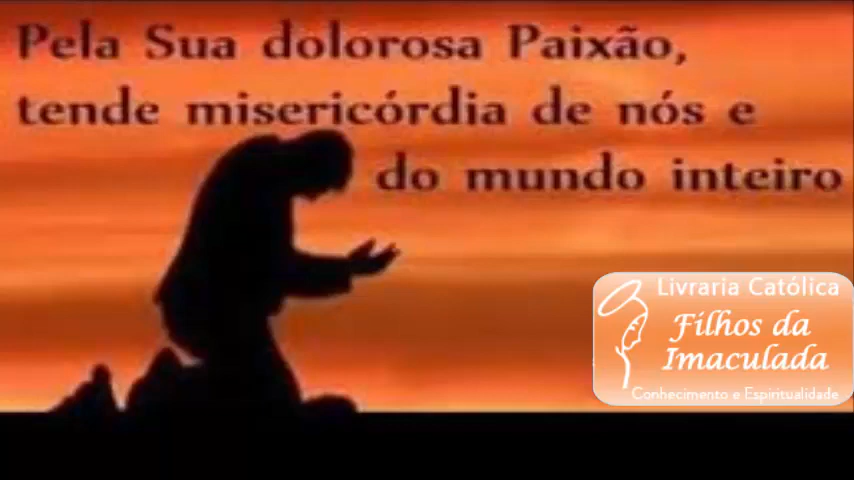 Pela Sua dolorosa Paixão,
tende misericórdia de nós e
do mundo inteiro
Livraria Católica
Filhos da
Imaculada
Conhecimento e Espiritualidade